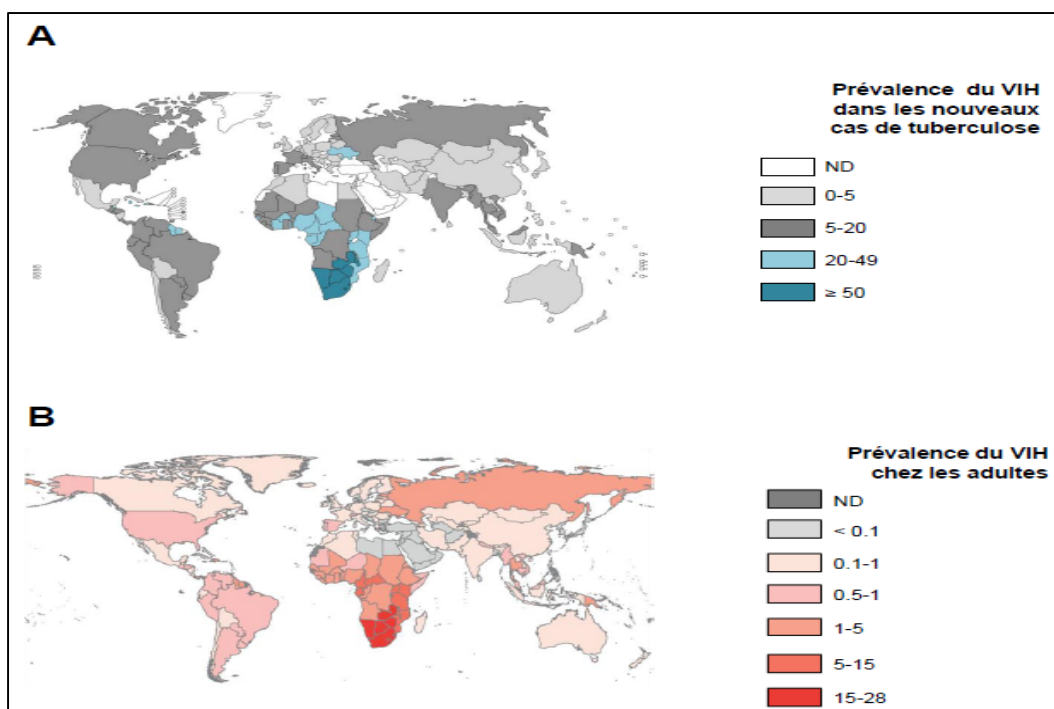 A
Prévalence du VIH
dans les nouveaux
cas de tuberculose
ND
0-5
5-20
20-49
≥ 50
B
Prévalence du VIH
chez les adultes
ND
< 0.1
0.1-1
0.5-1
1-5
5-15
15-28